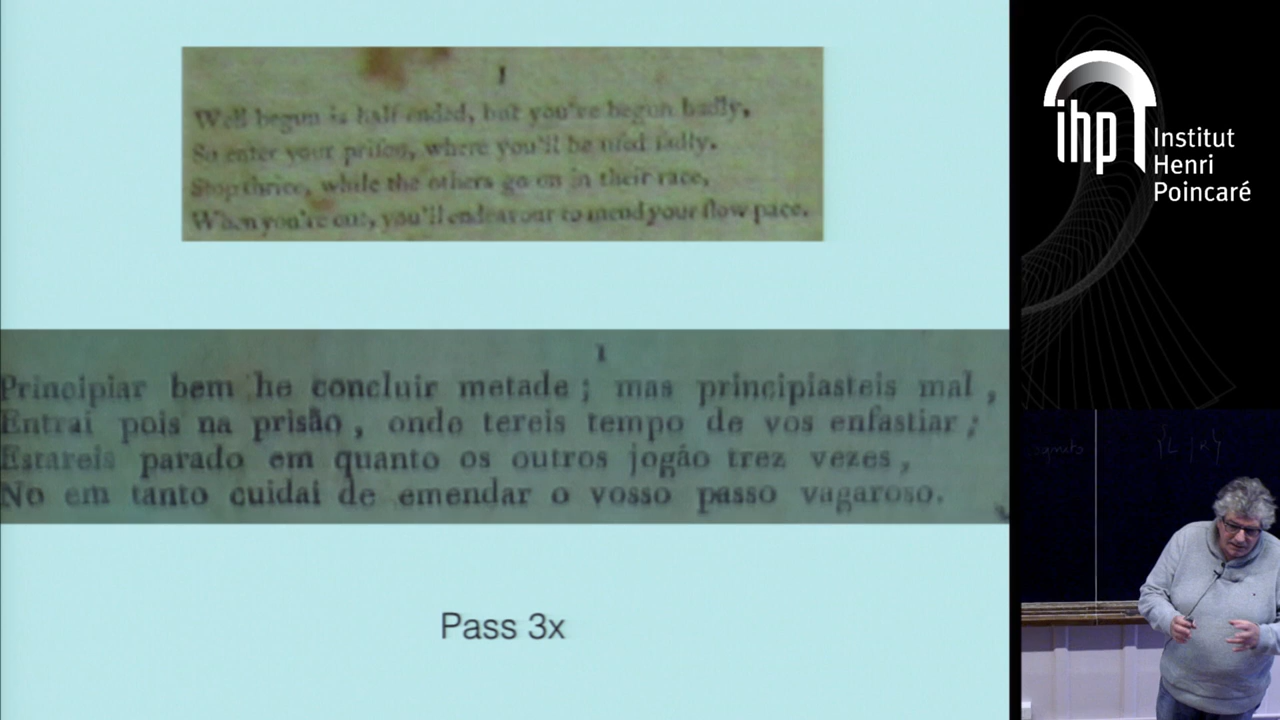 I
Well begun is half ended, but you've begun badly,
So enter your priſon, where you'll be uſed ſadly.
Stop thrice, while the others go on in their race,
When you're out, you'll endeavour to mend your ſlow pace.
I
Principiar bem he concluir metade ; mas principiasteis mal ,
Entrai pois na prisão , onde tereis tempo de vos enfastiar ;
Estareis parado em quanto os outros jogão trez vezes ,
No em tanto cuidai de emendar o vosso passo vagaroso.
Pass 3x
ihp Institut
Henri
Poincaré
{L | R}